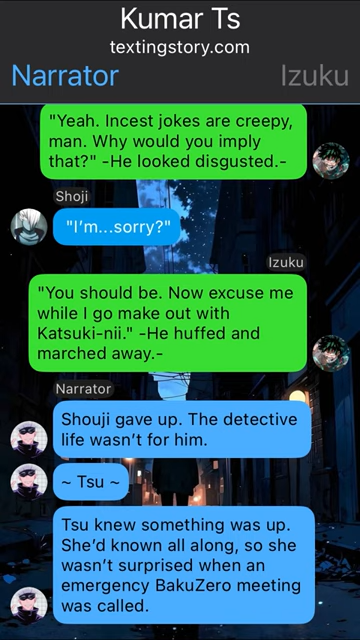 Kumar Ts
textingstory.com
Narrator
Izuku
"Yeah. Incest jokes are creepy,
man. Why would you imply
that?" -He looked disgusted.-
Shoji
"I'm...sorry?"
Izuku
"You should be. Now excuse me
while I go make out with
Katsuki-nii." -He huffed and
marched away.-
Narrator
Shouji gave up. The detective
life wasn't for him.
~ Tsu ~
Tsu knew something was up.
She'd known all along, so she
wasn't surprised when an
emergency BakuZero meeting
was called.